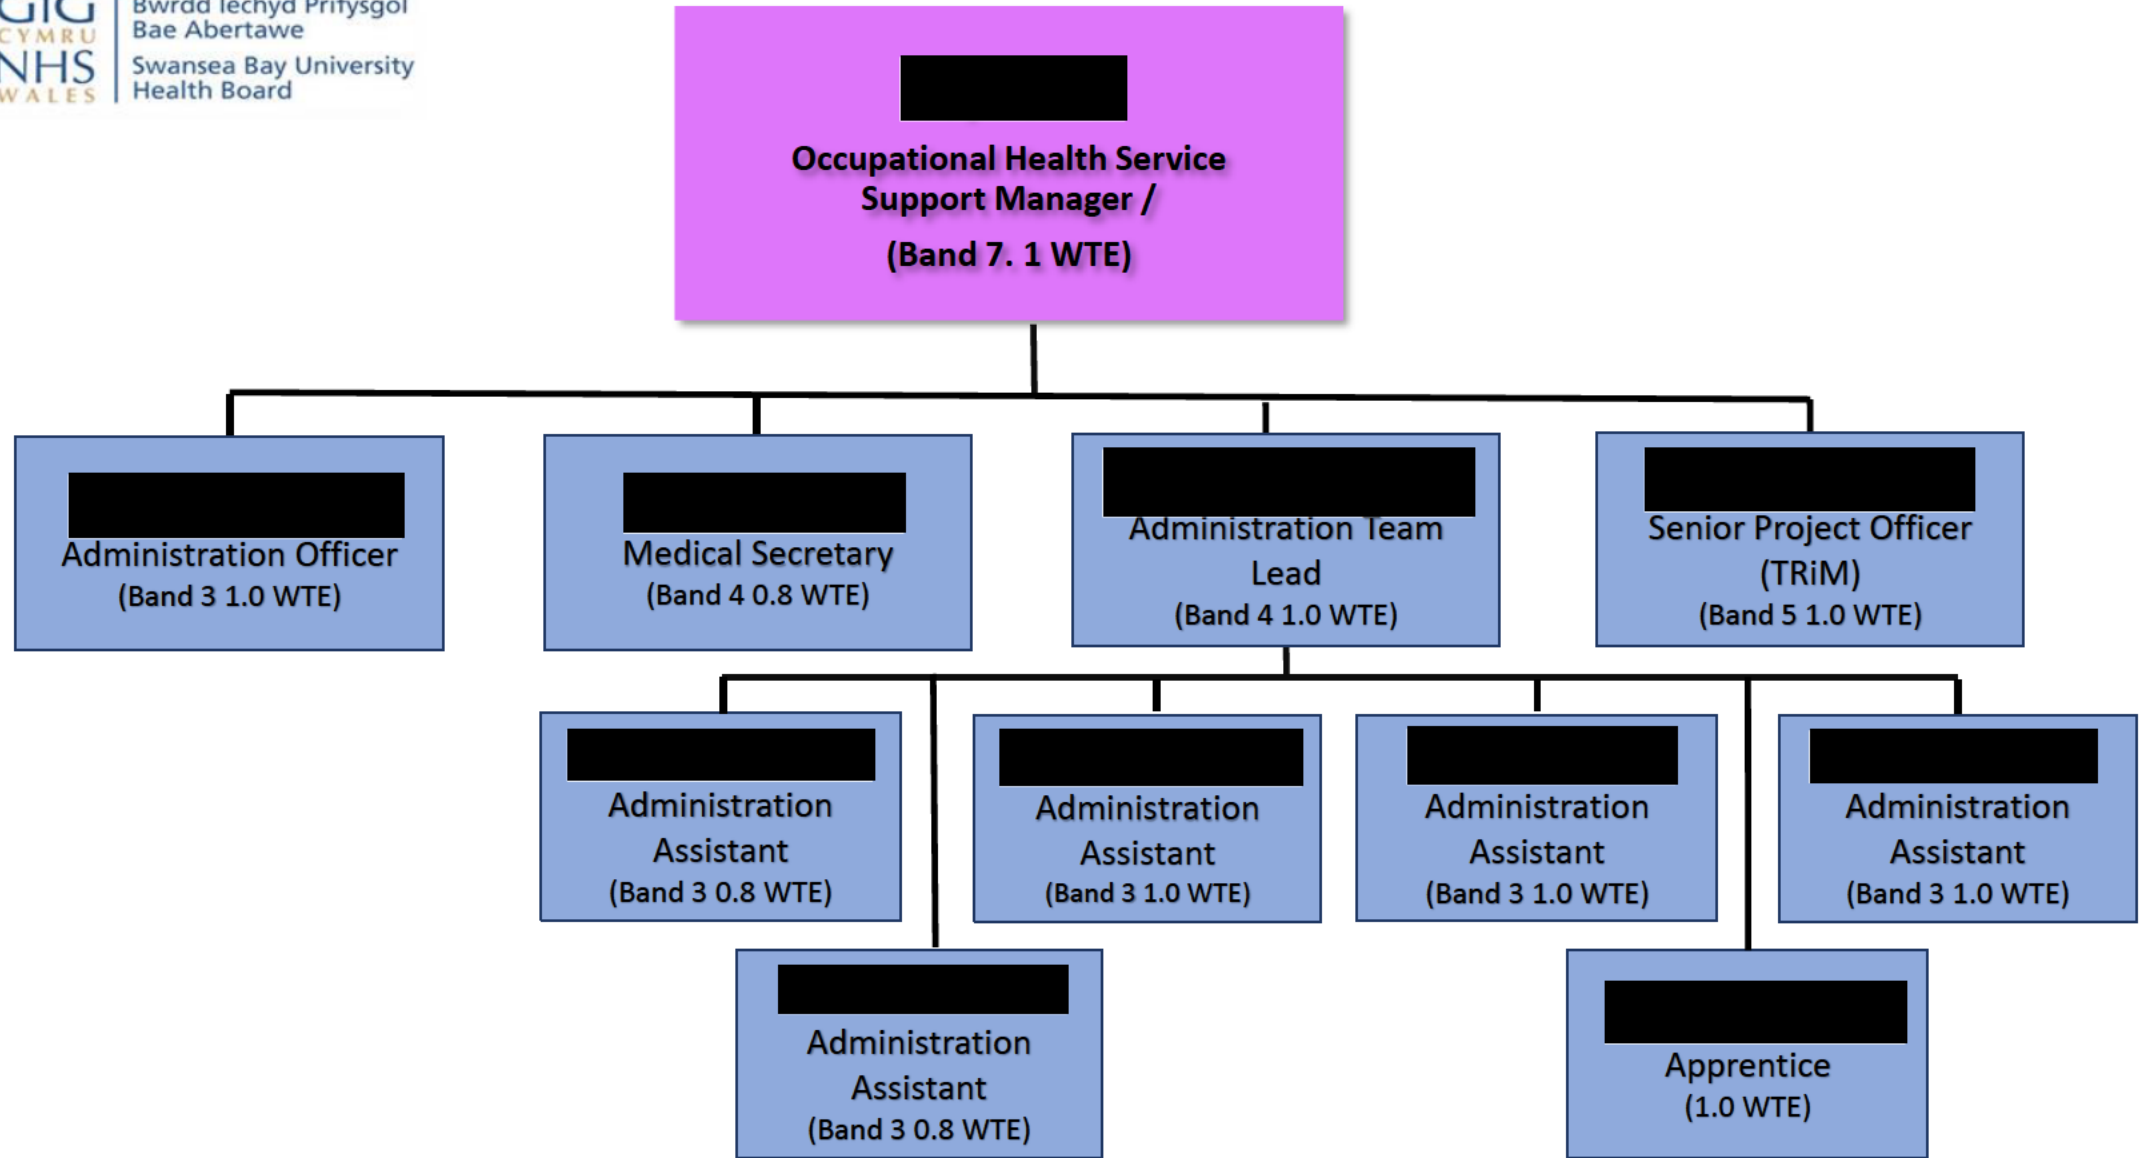 GIG
CYMRU
NHS
WALES
Bwrdd Iechyd Prifysgol
Bae Abertawe
Swansea Bay University
Health Board
Occupational Health Service
Support Manager /
(Band 7. 1 WTE)
Administration Officer
(Band 3 1.0 WTE)
Medical Secretary
(Band 4 0.8 WTE)
Administration Team
Lead
(Band 4 1.0 WTE)
Senior Project Officer
(TRiM)
(Band 5 1.0 WTE)
Administration
Assistant
(Band 3 0.8 WTE)
Administration
Assistant
(Band 3 1.0 WTE)
Administration
Assistant
(Band 3 1.0 WTE)
Administration
Assistant
(Band 3 1.0 WTE)
Administration
Assistant
(Band 3 0.8 WTE)
Apprentice
(1.0 WTE)